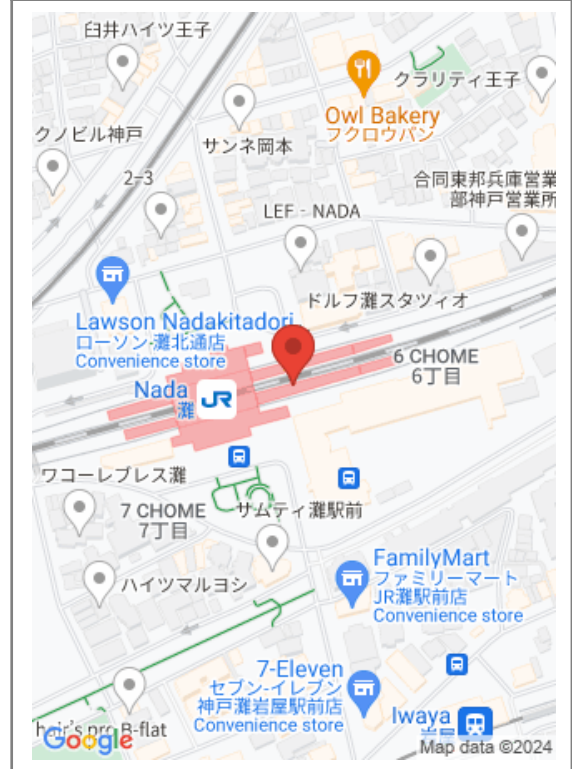 臼井ハイツ王子
クラリティ王子
Owl Bakery
フクロウパン
クノビル神戸
サンネ岡本
2-3
合同東邦兵庫営業
部神戸営業所
LEF - NADA
ドルフ灘スタツィオ
Lawson Nadakitadori
ローソン 灘北通店
Convenience store
6 CHOME
6丁目
Nada
灘
JR
ワコーレブレス灘
7 CHOME
7丁目
サムティ灘駅前
FamilyMart
ファミリーマート
JR灘駅前店
Convenience store
ハイツマルヨシ
7-Eleven
セブン-イレブン
神戸灘岩屋駅前店
Convenience store
Iwaya
岩屋
hair's pro B-flat
Google
Map data ©2024